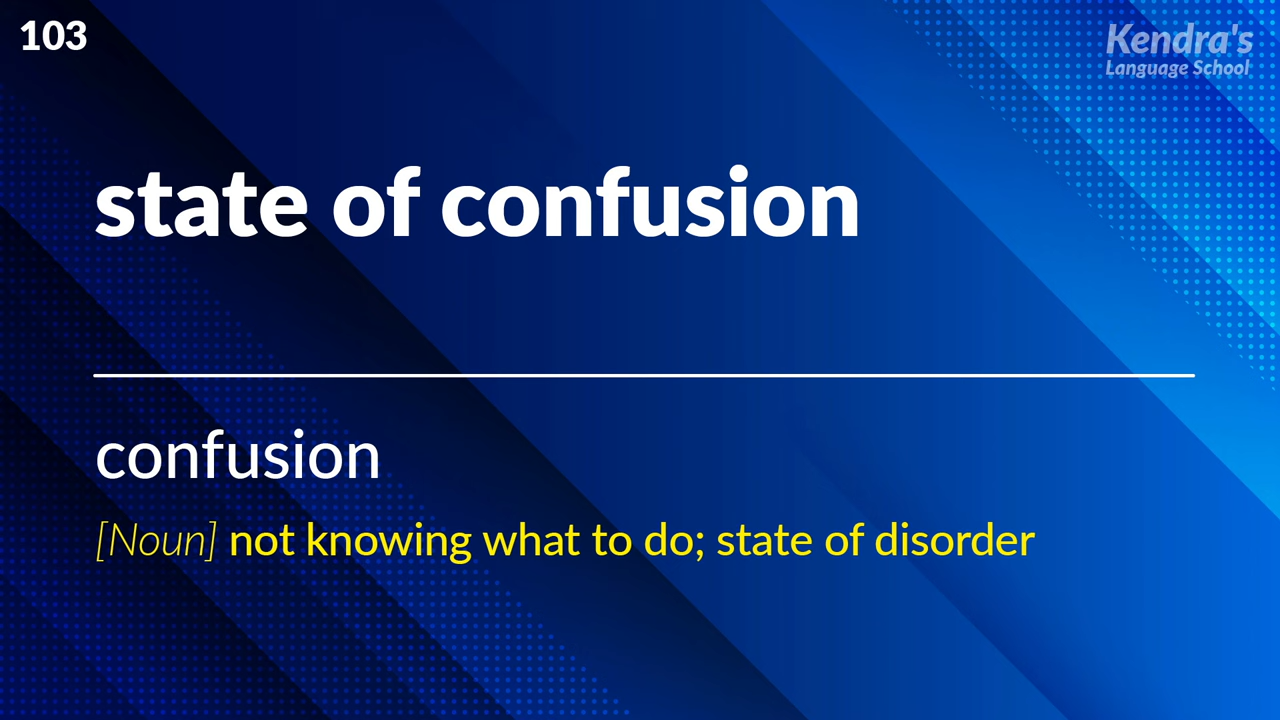 103
Kendra's
Language School
state of confusion
confusion
[Noun] not knowing what to do; state of disorder